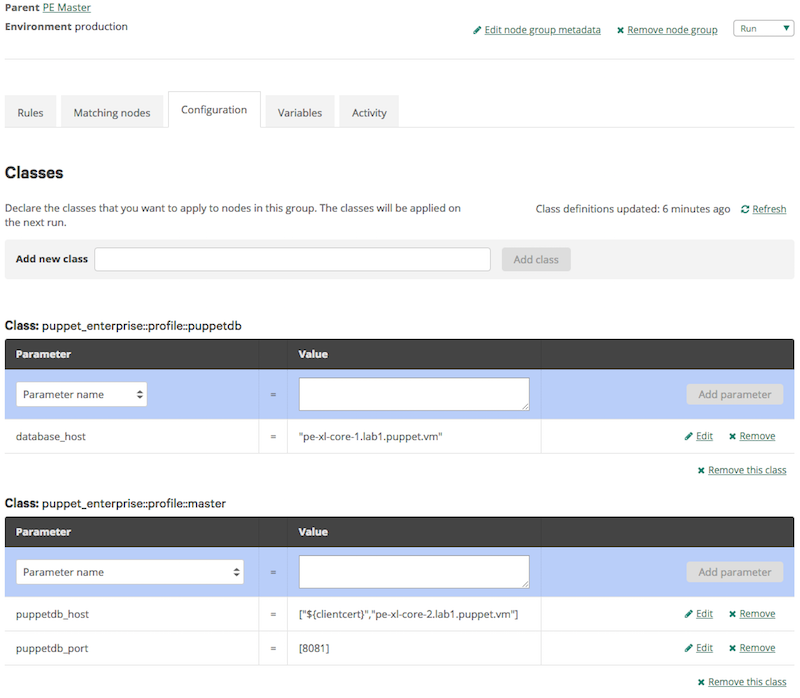 Parent PE Master
Environment production
Edit node group metadata Remove node group Run
Rules Matching nodes Configuration Variables Activity
Classes
Declare the classes that you want to apply to nodes in this group. The classes will be applied on
the next run.
Class definitions updated: 6 minutes ago Refresh
Add new class Add class
Class: puppet_enterprise::profile::puppetdb
Parameter Value
Parameter name = Add parameter
database_host = "pe-xl-core-1.lab1.puppet.vm" Edit Remove
Remove this class
Class: puppet_enterprise::profile::master
Parameter Value
Parameter name = Add parameter
puppetdb_host = ["${clientcert}","pe-xl-core-2.lab1.puppet.vm"] Edit Remove
puppetdb_port = [8081] Edit Remove
Remove this class